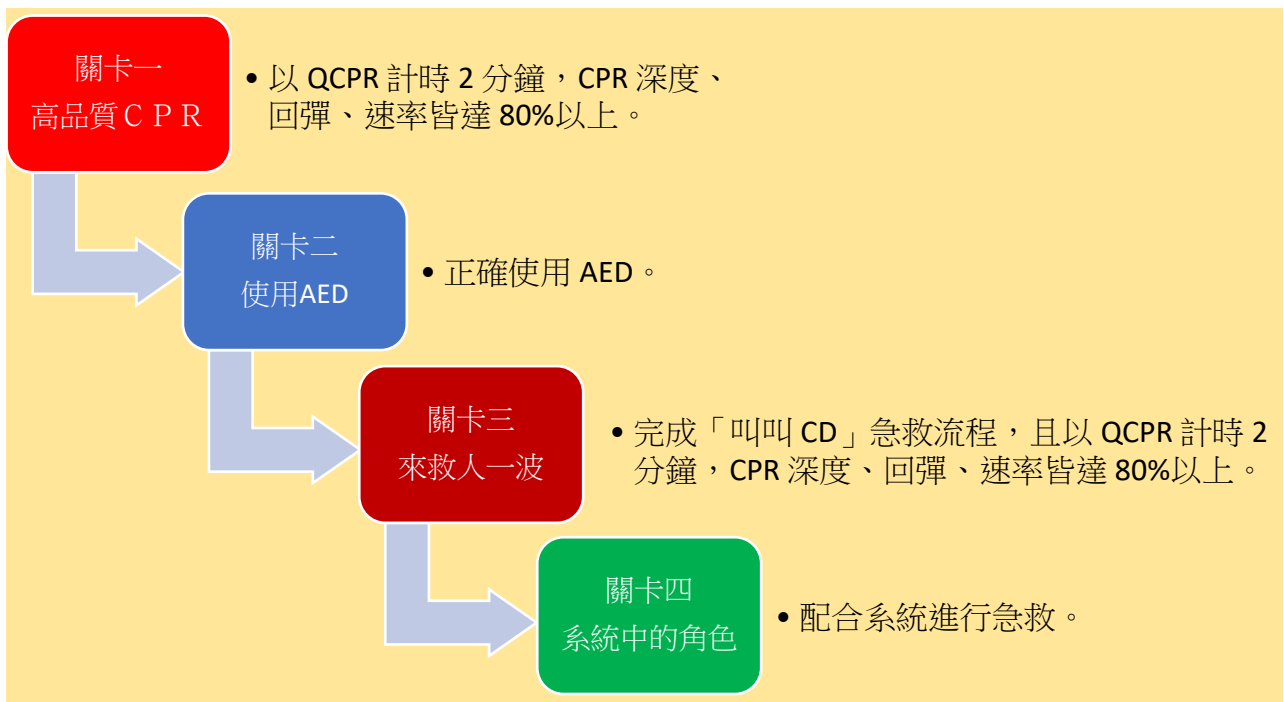 關卡一
高品質ＣＰＲ
• 以 QCPR 計時 2 分鐘，CPR 深度、
回彈、速率皆達 80%以上。
關卡二
使用AED
• 正確使用 AED。
關卡三
來救人一波
• 完成「叫叫 CD」急救流程，且以 QCPR 計時 2
分鐘，CPR 深度、回彈、速率皆達 80%以上。
關卡四
系統中的角色
• 配合系統進行急救。